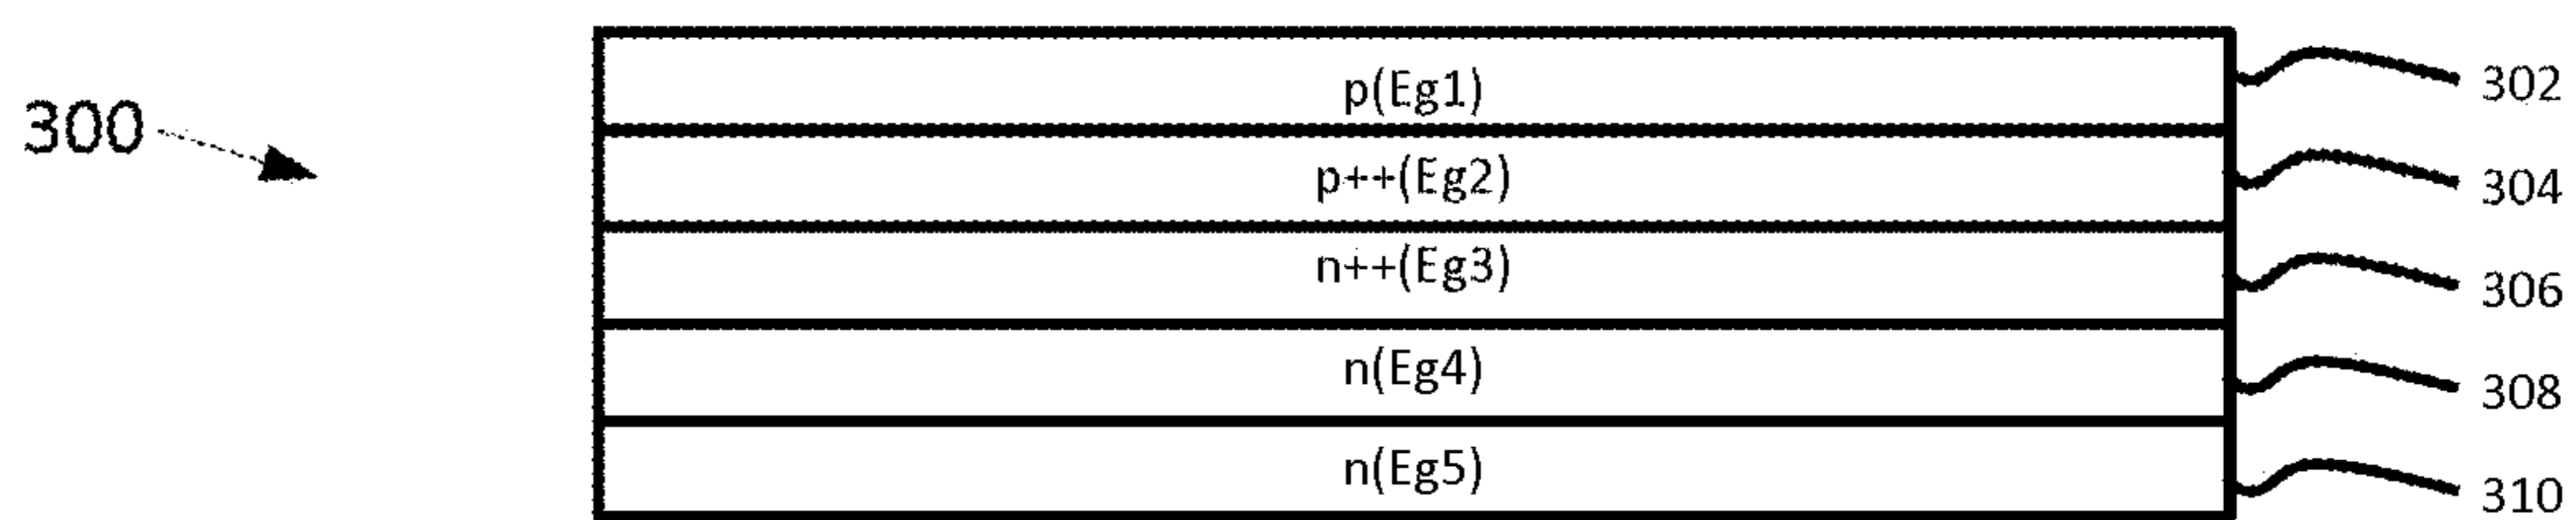 300
p(Eg1) 302
p++(Eg2) 304
n++(Eg3) 306
n(Eg4) 308
n(Eg5) 310